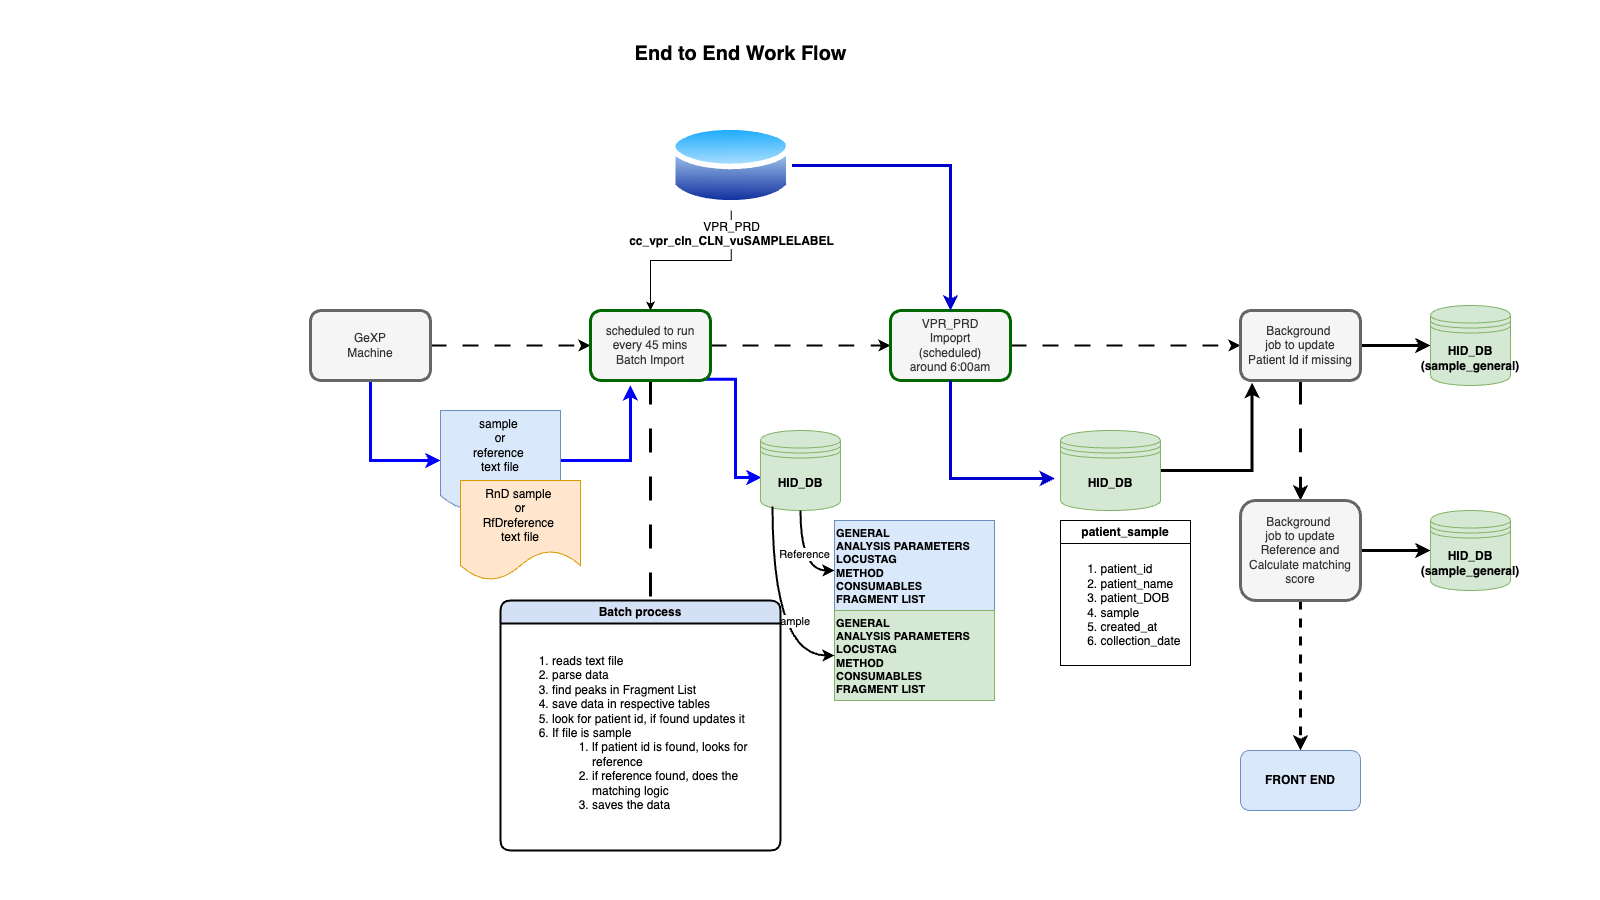 End to End Work Flow
VPR_PRD
cc_vpr_cln_CLN_vuSAMPLELABEL
GeXP
Machine
scheduled to run
every 45 mins
Batch Import
VPR_PRD
Impoprt
(scheduled)
around 6:00am
Background
job to update
Patient Id if missing
HID_DB
(sample_general)
sample
or
reference
text file
RnD sample
or
RfDreference
text file
HID_DB
HID_DB
Reference
ample
GENERAL
ANALYSIS PARAMETERS
LOCUSTAG
METHOD
CONSUMABLES
FRAGMENT LIST
GENERAL
ANALYSIS PARAMETERS
LOCUSTAG
METHOD
CONSUMABLES
FRAGMENT LIST
patient_sample
1. patient_id
2. patient_name
3. patient_DOB
4. sample
5. created_at
6. collection_date
Background
job to update
Reference and
Calculate matching
score
HID_DB
(sample_general)
Batch process
1. reads text file
2. parse data
3. find peaks in Fragment List
4. save data in respective tables
5. look for patient id, if found updates it
6. If file is sample
1. If patient id is found, looks for
reference
2. if reference found, does the
matching logic
3. saves the data
FRONT END